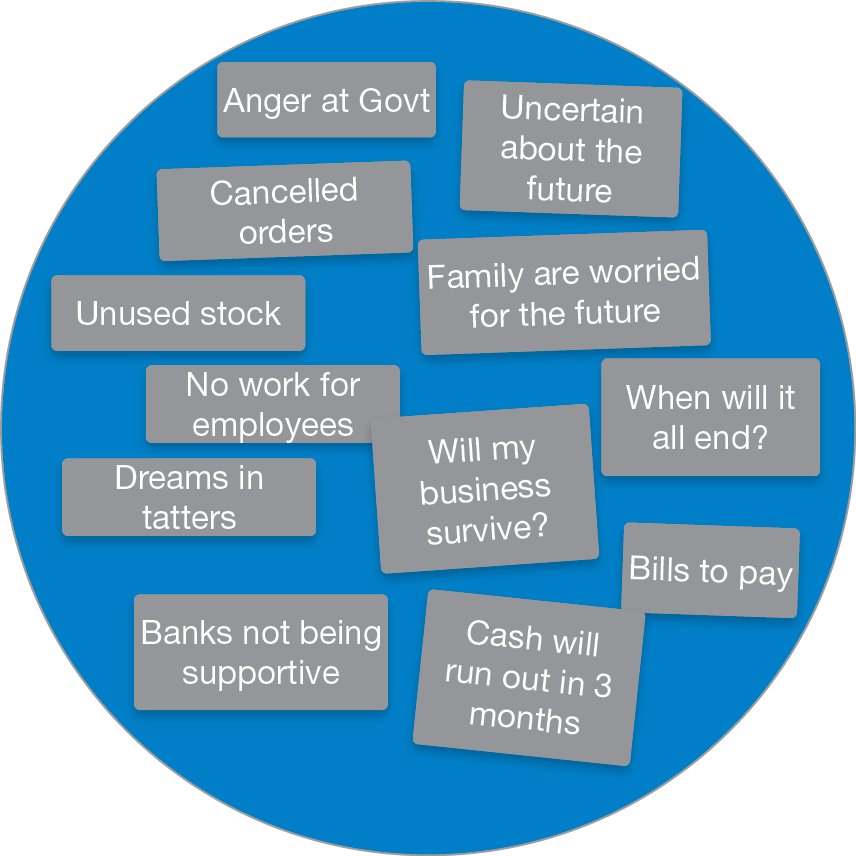 Anger at Govt
Uncertain
about the
future
Cancelled
orders
Family are worried
for the future
Unused stock
No work for
employees
When will it
all end?
Will my
business
survive?
Dreams in
tatters
Bills to pay
Banks not being
supportive
Cash will
run out in 3
months